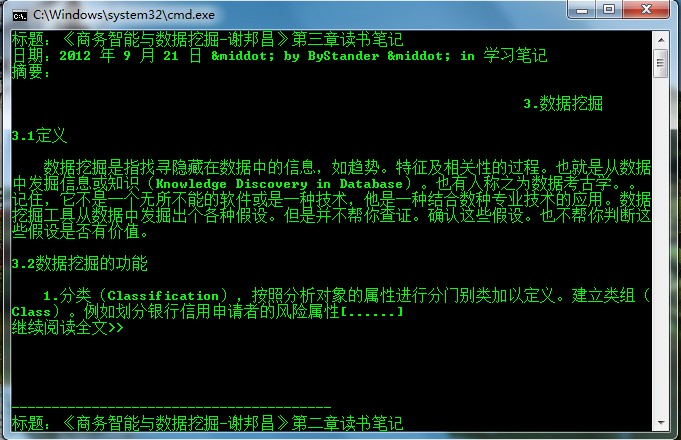 C:\Windows\system32\cmd.exe
标题：《商务智能与数据挖掘-谢邦昌》第三章读书笔记
日期：2012 年 9 月 21 日 &middot; by ByStander &middot; in 学习笔记
摘要：
3.数据挖掘
3.1定义
数据挖掘是指找寻隐藏在数据中的信息，如趋势。特征及相关性的过程。也就是从数据
中发掘信息或知识（Knowledge Discovery in Database）。也有人称之为数据考古学。。
记住，它不是一个无所不能的软件或是一种技术，他是一种结合数种专业技术的应用。数据
挖掘工具从数据中发掘出个各种假设。但是并不帮你查证。确认这些假设。也不帮你判断这
些假设是否有价值。
3.2数据挖掘的功能
1.分类（Classification），按照分析对象的属性进行分门别类加以定义。建立类组（
Class）。例如划分银行信用申请者的风险属性[......]
继续阅读全文>>
----------------------------------------
标题：《商务智能与数据挖掘-谢邦昌》第二章读书笔记